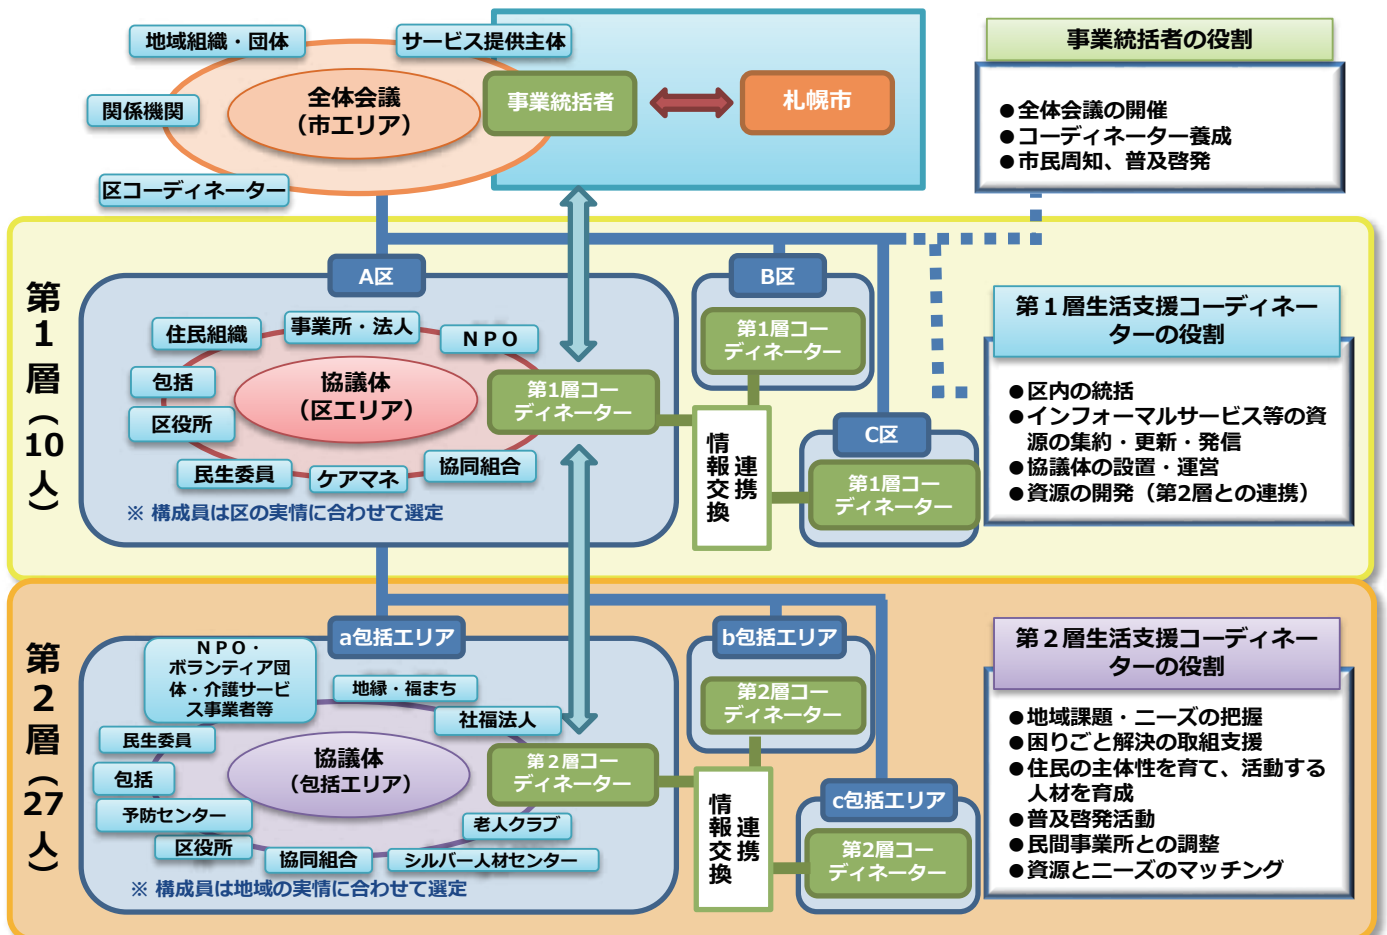 地域組織・団体
サービス提供主体
関係機関
全体会議
（市エリア）
区コーディネーター
事業統括者
札幌市
事業統括者の役割
●全体会議の開催
●コーディネーター養成
●市民周知、普及啓発
第1層（10人）
A区
住民組織
事業所・法人
ＮＰＯ
包括
区役所
協議体
（区エリア）
第1層コー
ディネーター
民生委員
ケアマネ
協同組合
※ 構成員は区の実情に合わせて選定
B区
第1層コー
ディネーター
連携
情報交換
C区
第1層コー
ディネーター
第１層生活支援コーディネー
ターの役割
●区内の統括
●インフォーマルサービス等の資
源の集約・更新・発信
●協議体の設置・運営
●資源の開発（第2層との連携）
第2層（27人）
a包括エリア
ＮＰＯ・
ボランティア団
体・介護サービ
ス事業者等
地縁・福まち
社福法人
民生委員
包括
予防センター
区役所
協議体
（包括エリア）
第２層コー
ディネーター
老人クラブ
協同組合
シルバー人材センター
※ 構成員は地域の実情に合わせて選定
b包括エリア
第2層コー
ディネーター
連携
情報交換
c包括エリア
第2層コー
ディネーター
第２層生活支援コーディネー
ターの役割
●地域課題・ニーズの把握
●困りごと解決の取組支援
●住民の主体性を育て、活動する
人材を育成
●普及啓発活動
●民間事業所との調整
●資源とニーズのマッチング